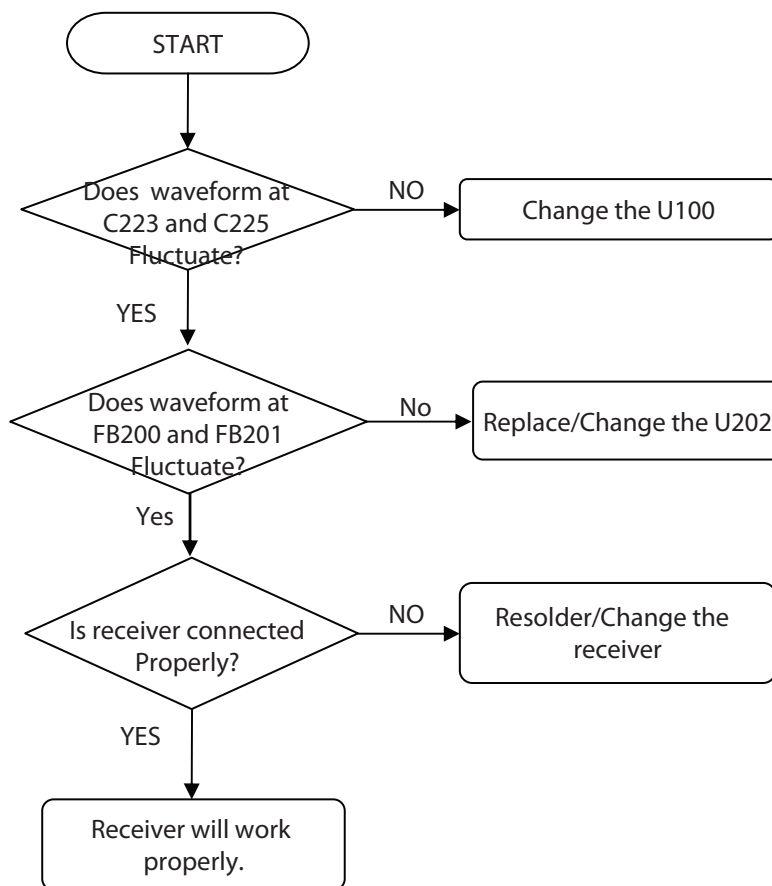 START
Does waveform at
C223 and C225
Fluctuate?
NO
Change the U100
YES
Does waveform at
FB200 and FB201
Fluctuate?
No
Replace/Change the U202
Yes
Is receiver connected
Properly?
NO
Resolder/Change the
receiver
YES
Receiver will work
properly.